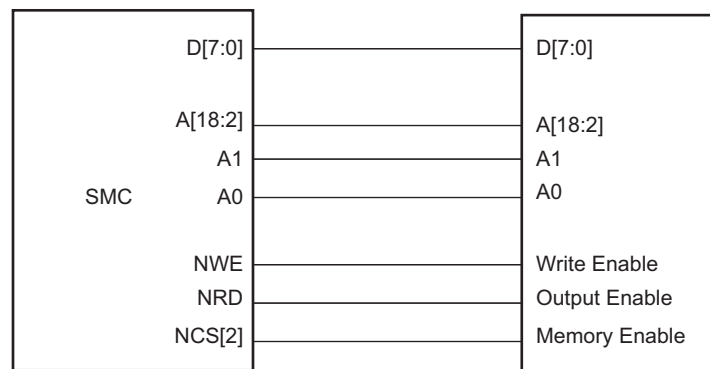 D[7:0] D[7:0]
A[18:2] A[18:2]
A1 A1
SMC A0 A0
NWE Write Enable
NRD Output Enable
NCS[2] Memory Enable